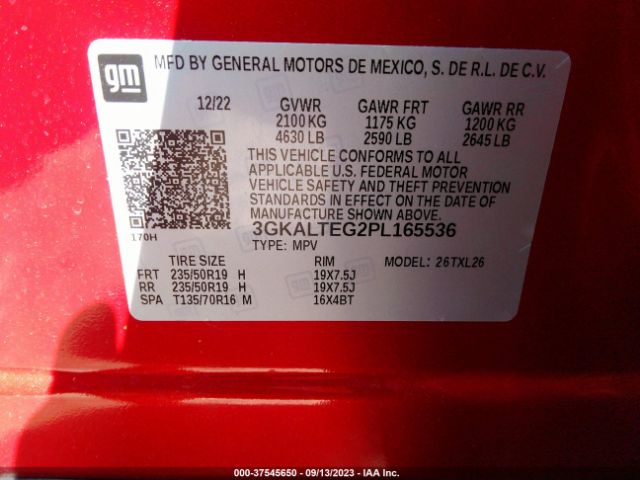 gm
MFD BY GENERAL MOTORS DE MEXICO, S. DE R.L. DE C.V.
12/22 GVWR GAWR FRT GAWR RR
2100 KG 1175 KG 1200 KG
4630 LB 2590 LB 2645 LB
THIS VEHICLE CONFORMS TO ALL
APPLICABLE U.S. FEDERAL MOTOR
VEHICLE SAFETY AND THEFT PREVENTION
STANDARDS IN EFFECT ON THE DATE OF
MANUFACTURE SHOWN ABOVE.
170H 3GKALTEG2PL165536
TYPE: MPV
TIRE SIZE RIM MODEL: 26TXL26
FRT 235/50R19 H 19X7.5J
RR 235/50R19 H 19X7.5J
SPA T135/70R16 M 16X4BT
000-37545650 - 09/13/2023 - IAA Inc.